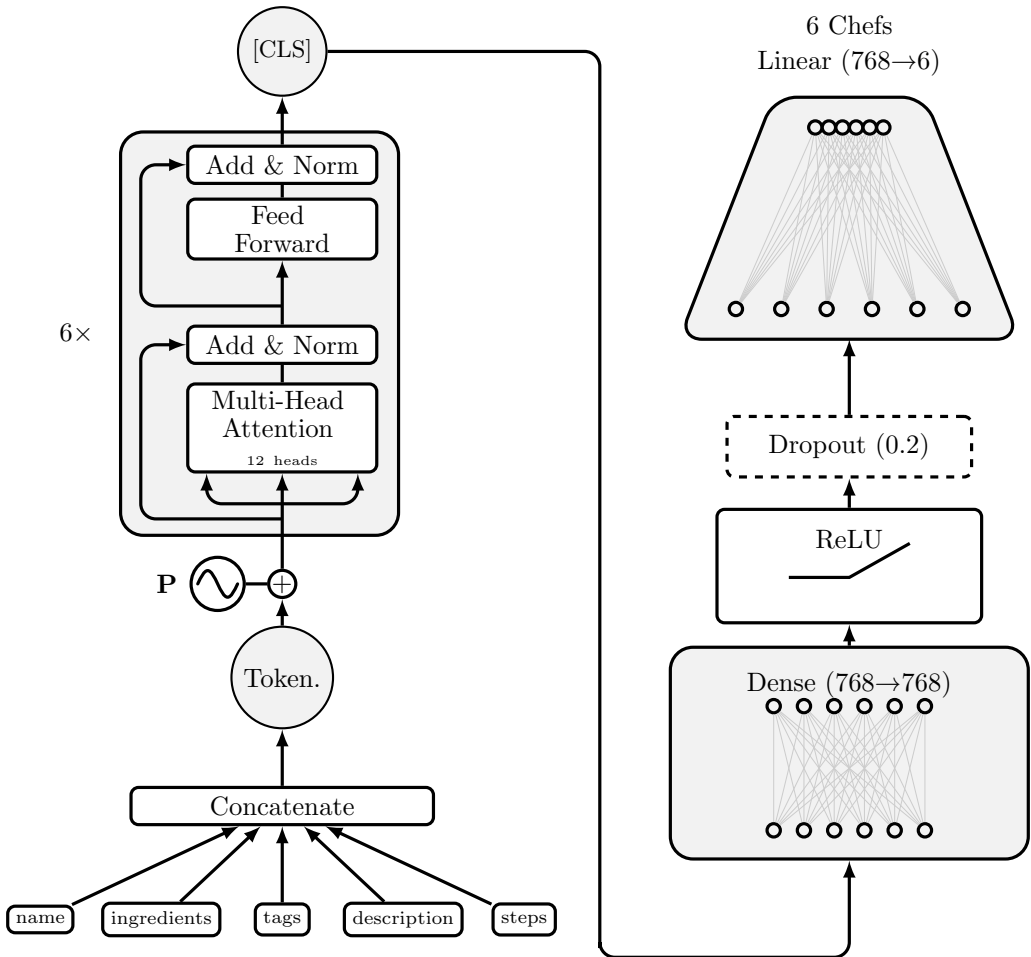 [CLS]
Add & Norm
Feed
Forward
6×
Add & Norm
Multi-Head
Attention
12 heads
P
+
Token.
Concatenate
name
ingredients
tags
description
steps
6 Chefs
Linear (768→6)
Dropout (0.2)
ReLU
Dense (768→768)